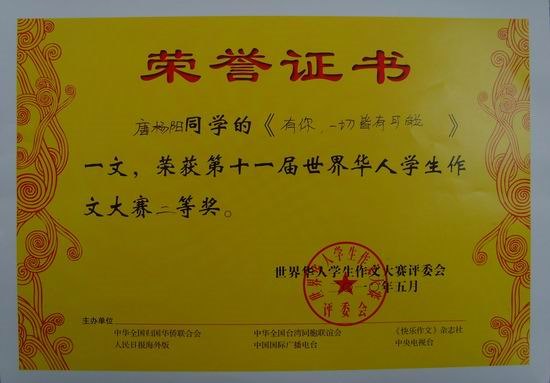 荣誉证书
唐杨阳同学的《有你,一切皆有可能》
一文,荣获第十一届世界华人学生作
文大赛二等奖。
世界华人学生作文大赛评委会
一〇年五月
评委会
主办单位
中华全国归国华侨联合会 中华全国台湾同胞联谊会 《快乐作文》杂志社
人民日报海外版 中国国际广播电台 中央电视台